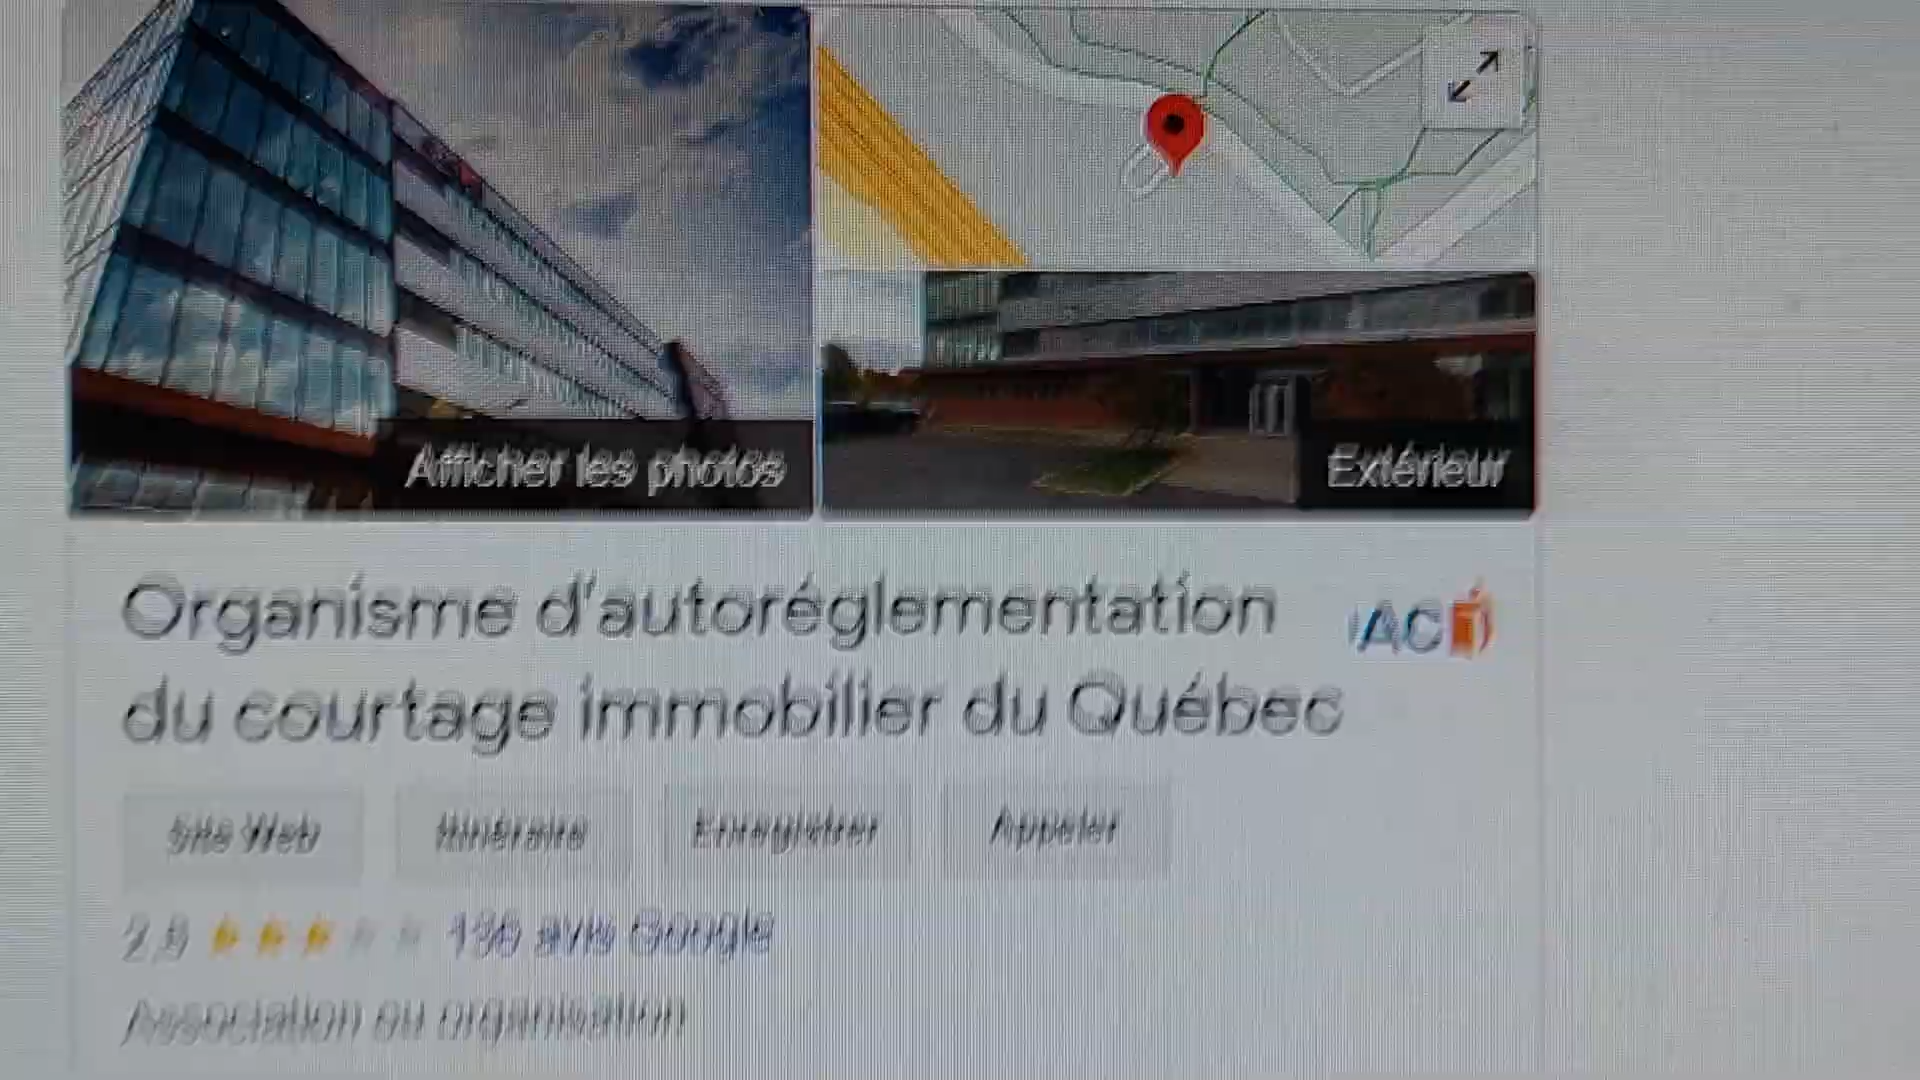 Afficher les photos
Extérieur
Organisme d'autoréglementation
du courtage immobilier du Québec
Site Web
Itinéraire
Enregistrer
Appeler
avis Google
Association ou organisation